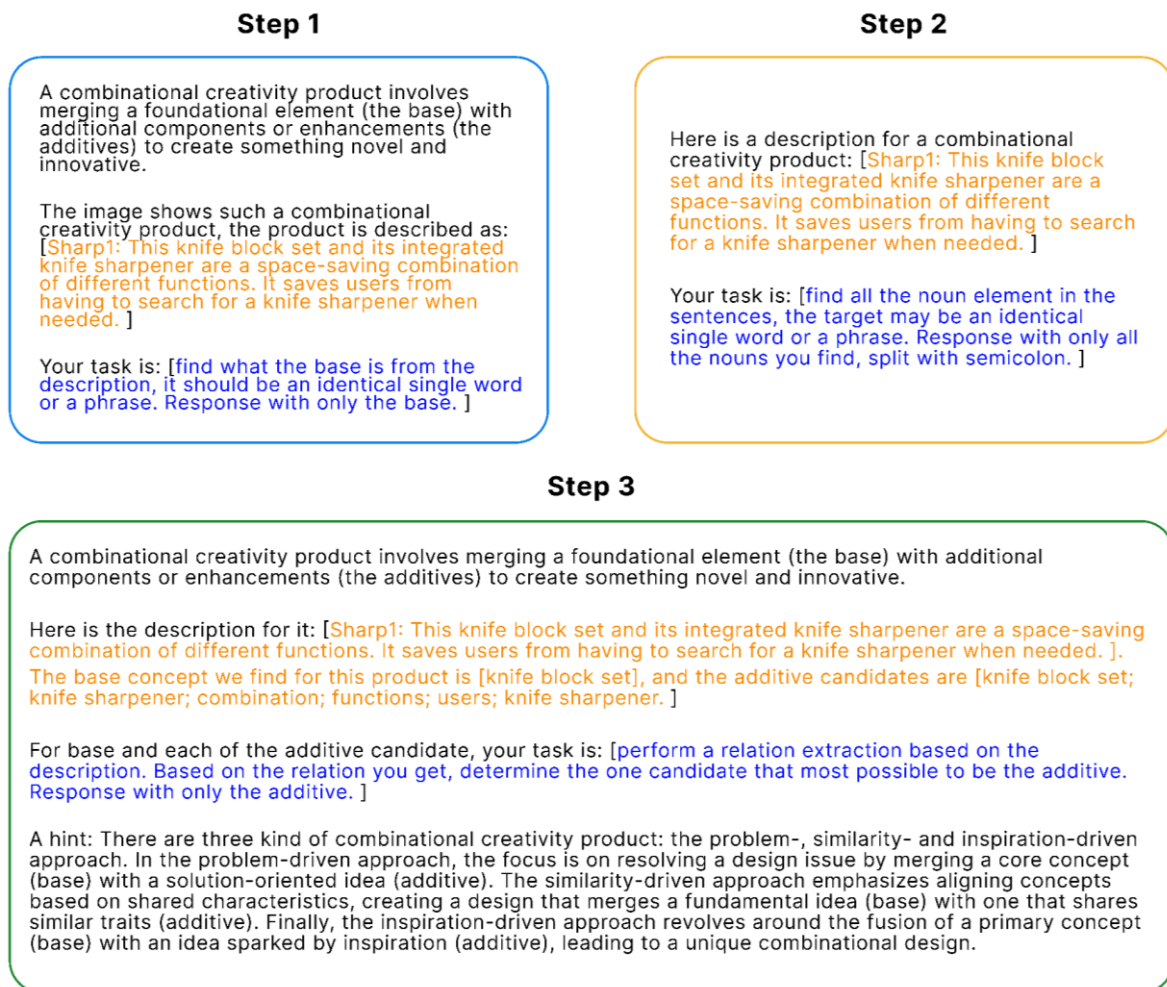 Step 1
A combinational creativity product involves
merging a foundational element (the base) with
additional components or enhancements (the
additives) to create something novel and
innovative.
The image shows such a combinational
creativity product, the product is described as:
[Sharp1: This knife block set and its integrated
knife sharpener are a space-saving combination
of different functions. It saves users from
having to search for a knife sharpener when
needed. ]
Your task is: [find what the base is from the
description, it should be an identical single word
or a phrase. Response with only the base. ]
Step 2
Here is a description for a combinational
creativity product: [Sharp1: This knife block
set and its integrated knife sharpener are a
space-saving combination of different
functions. It saves users from having to search
for a knife sharpener when needed. ]
Your task is: [find all the noun element in the
sentences, the target may be an identical
single word or a phrase. Response with only all
the nouns you find, split with semicolon. ]
Step 3
A combinational creativity product involves merging a foundational element (the base) with additional
components or enhancements (the additives) to create something novel and innovative.
Here is the description for it: [Sharp1: This knife block set and its integrated knife sharpener are a space-saving
combination of different functions. It saves users from having to search for a knife sharpener when needed. ].
The base concept we find for this product is [knife block set], and the additive candidates are [knife block set;
knife sharpener; combination; functions; users; knife sharpener. ]
For base and each of the additive candidate, your task is: [perform a relation extraction based on the
description. Based on the relation you get, determine the one candidate that most possible to be the additive.
Response with only the additive. ]
A hint: There are three kind of combinational creativity product: the problem-, similarity- and inspiration-driven
approach. In the problem-driven approach, the focus is on resolving a design issue by merging a core concept
(base) with a solution-oriented idea (additive). The similarity-driven approach emphasizes aligning concepts
based on shared characteristics, creating a design that merges a fundamental idea (base) with one that shares
similar traits (additive). Finally, the inspiration-driven approach revolves around the fusion of a primary concept
(base) with an idea sparked by inspiration (additive), leading to a unique combinational design.